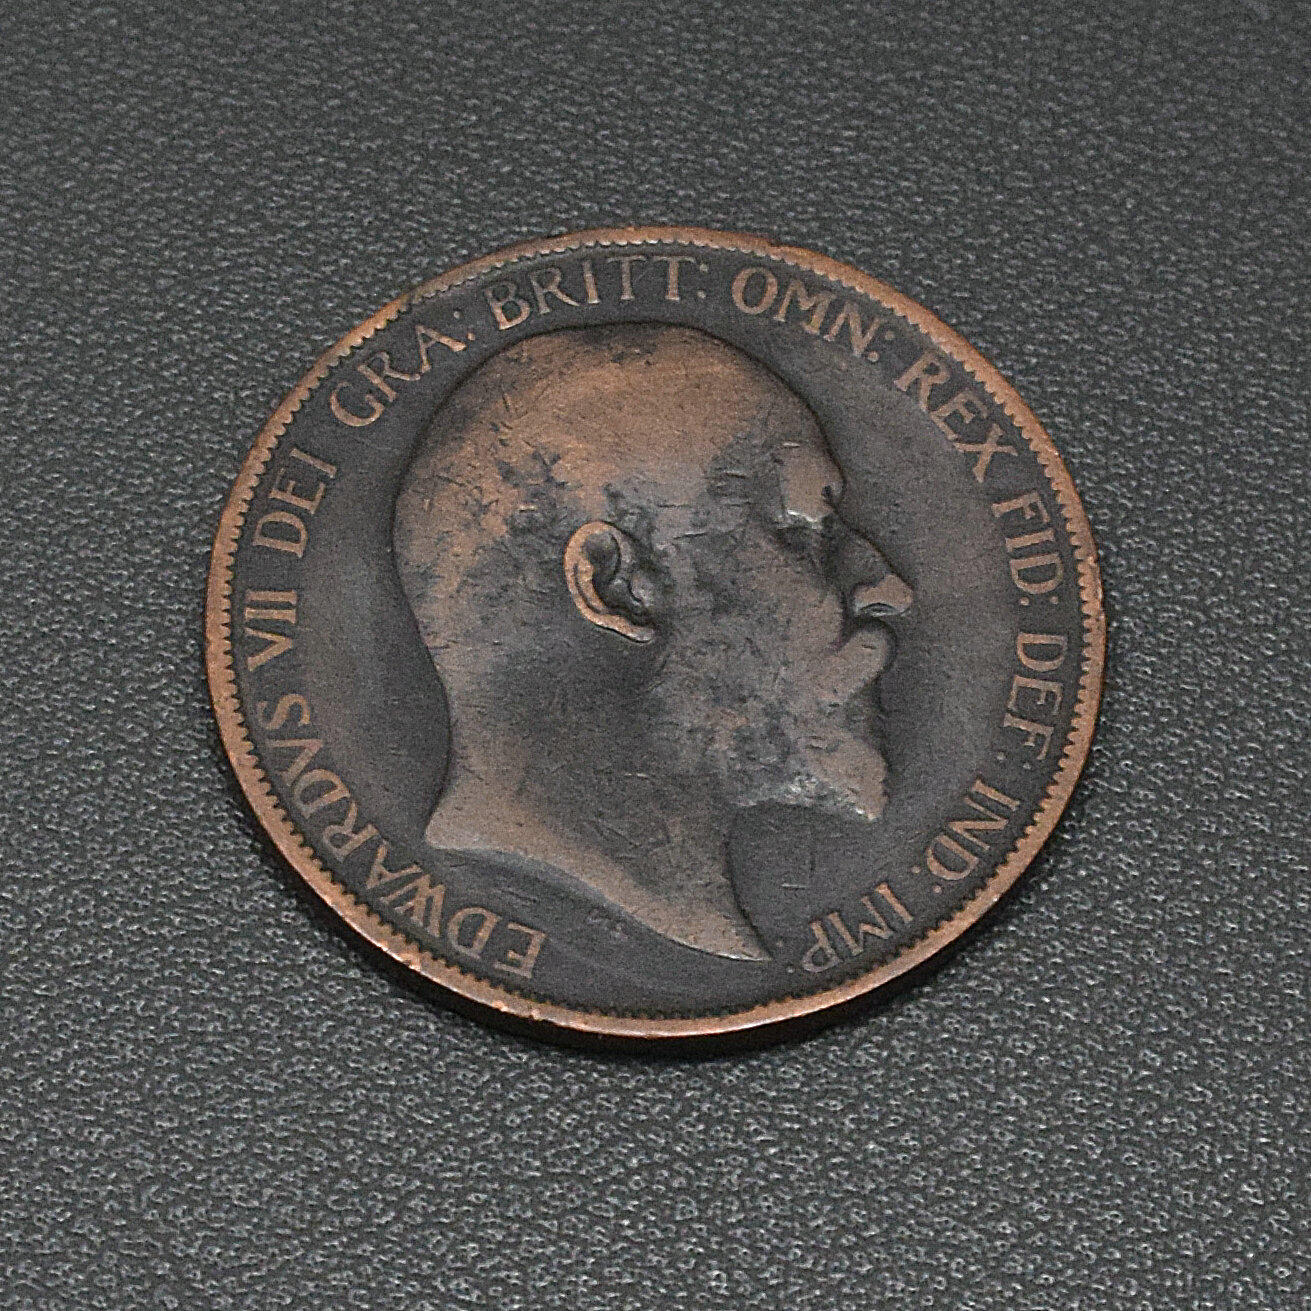 EDWARDVS VII DEI GRA: BRITT: OMN: REX FID: DEF: IND: IMP: